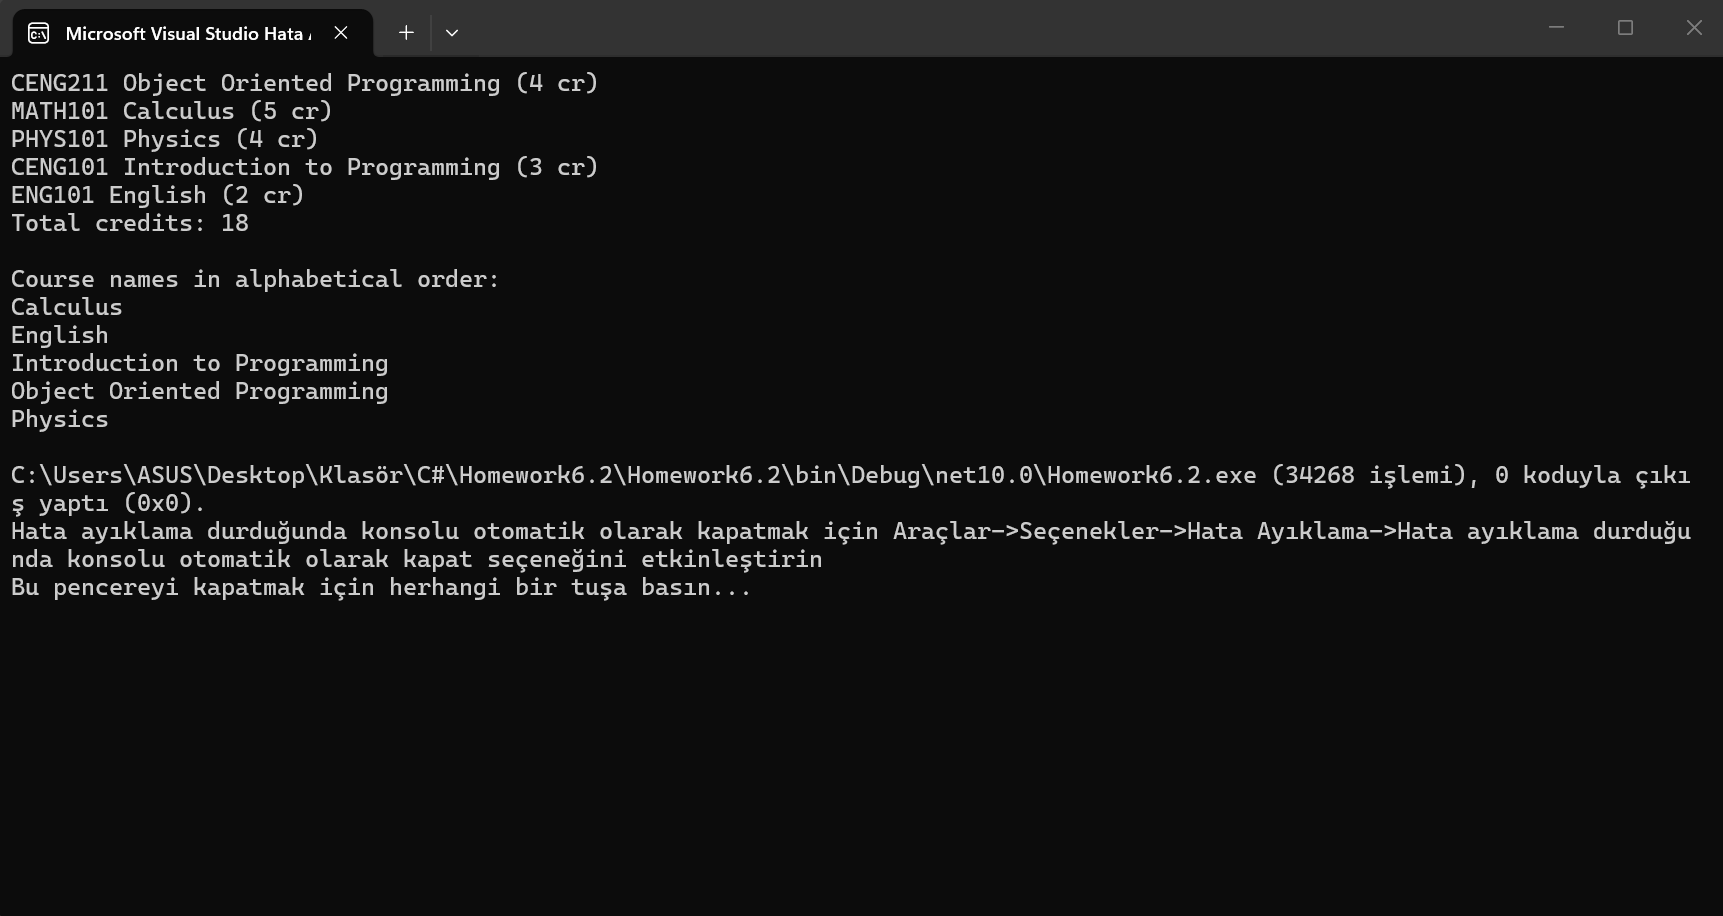 Microsoft Visual Studio Hata
CENG211 Object Oriented Programming (4 cr)
MATH101 Calculus (5 cr)
PHYS101 Physics (4 cr)
CENG101 Introduction to Programming (3 cr)
ENG101 English (2 cr)
Total credits: 18
Course names in alphabetical order:
Calculus
English
Introduction to Programming
Object Oriented Programming
Physics
C:\Users\ASUS\Desktop\Klasör\C#\Homework6.2\Homework6.2\bin\Debug\net10.0\Homework6.2.exe (34268 işlemi), 0 koduyla çıkı
ş yaptı (0x0).
Hata ayıklama durduğunda konsolu otomatik olarak kapatmak için Araçlar->Seçenekler->Hata Ayıklama->Hata ayıklama durduğu
nda konsolu otomatik olarak kapat seçeneğini etkinleştirin
Bu pencereyi kapatmak için herhangi bir tuşa basın...